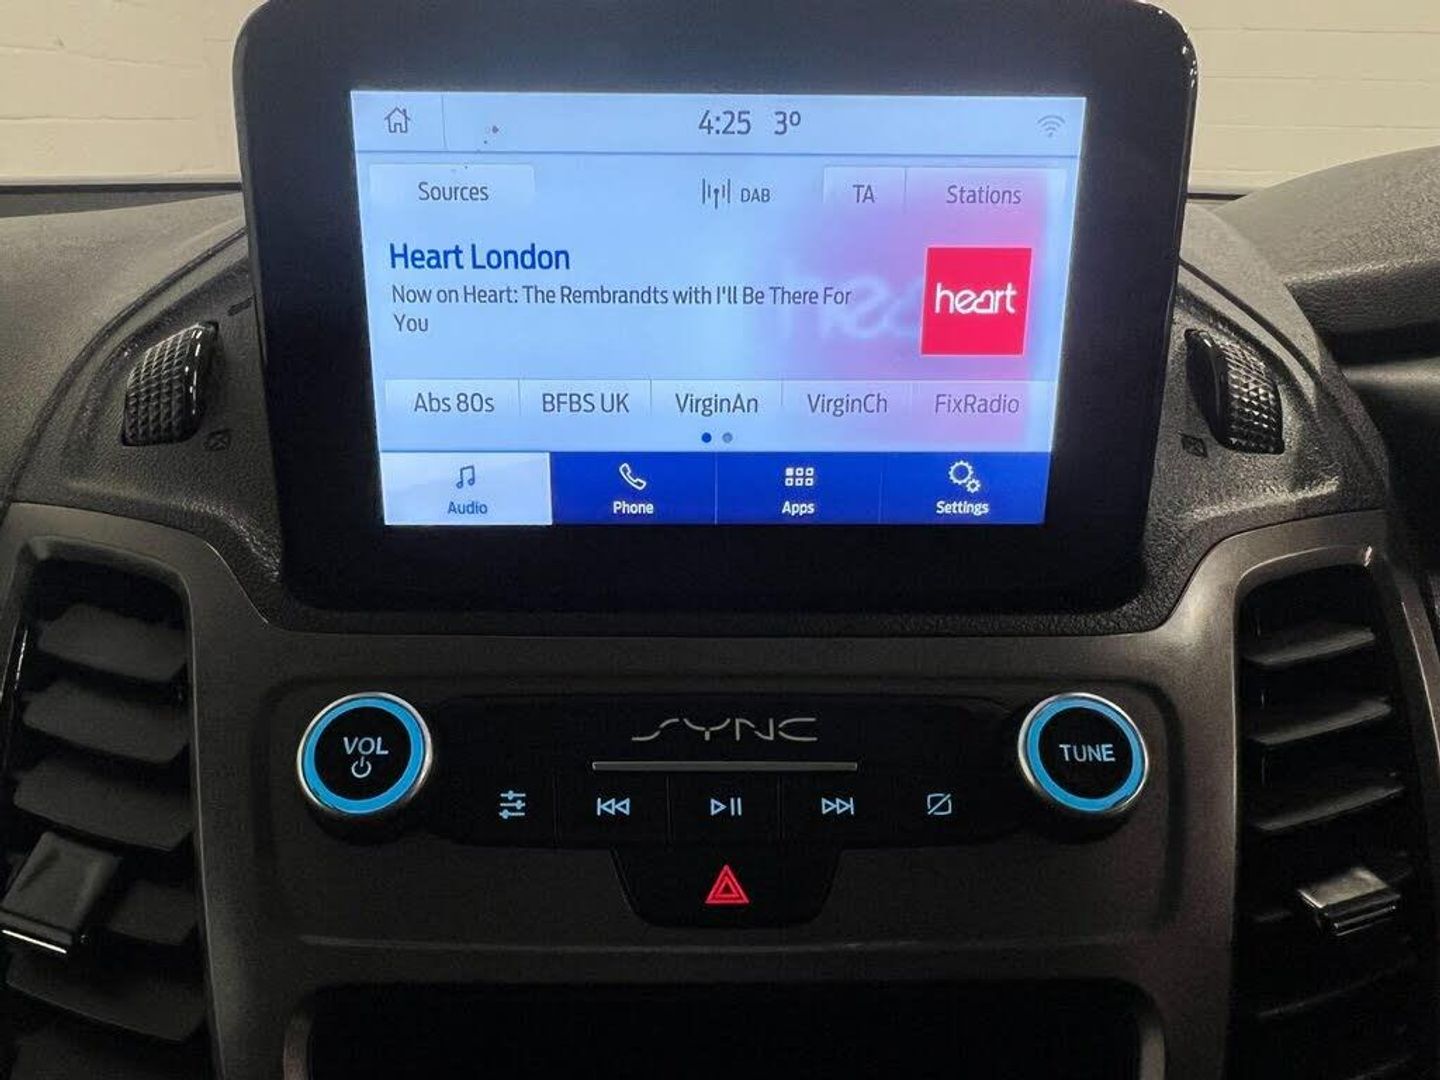 4:25 3º
Sources DAB TA Stations
Heart London
Now on Heart: The Rembrandts with I'll Be There For
You
heart
Abs 80s BFBS UK VirginAn VirginCh FixRadio
Audio Phone Apps Settings
SYNC
VOL TUNE